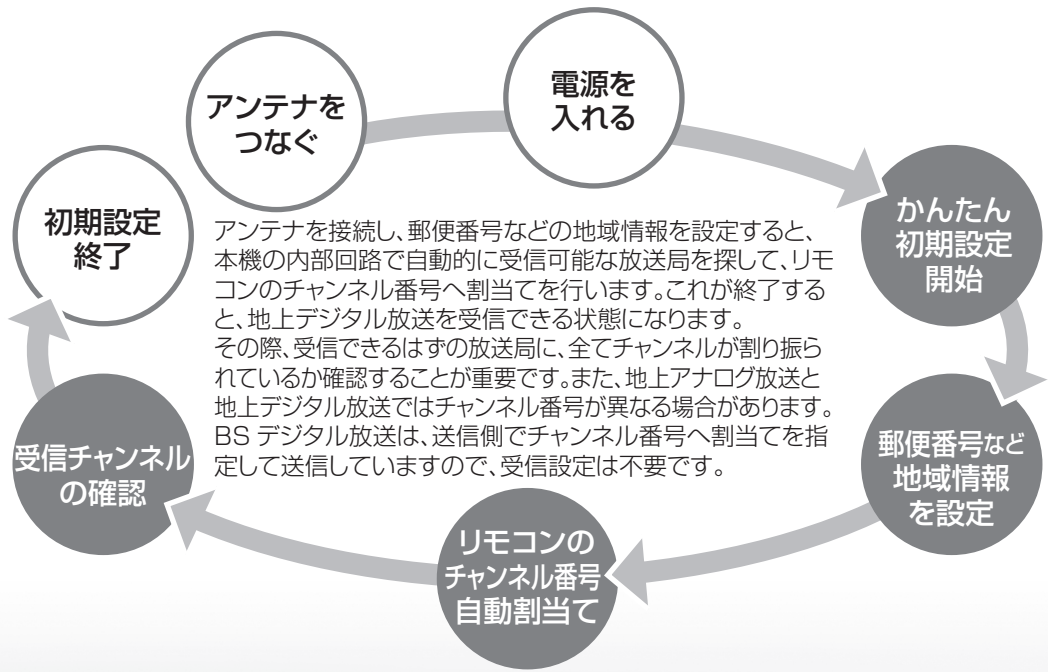 アンテナを
つなぐ
電源を
入れる
かんたん
初期設定
開始
郵便番号など
地域情報
を設定
リモコンの
チャンネル番号
自動割当て
受信チャンネル
の確認
初期設定
終了
アンテナを接続し、郵便番号などの地域情報を設定すると、
本機の内部回路で自動的に受信可能な放送局を探して、リモ
コンのチャンネル番号へ割当てを行います。これが終了する
と、地上デジタル放送を受信できる状態になります。
その際、受信できるはずの放送局に、全てチャンネルが割り振ら
れているか確認することが重要です。また、地上アナログ放送と
地上デジタル放送ではチャンネル番号が異なる場合があります。
BS デジタル放送は、送信側でチャンネル番号へ割当てを指
定して送信していますので、受信設定は不要です。